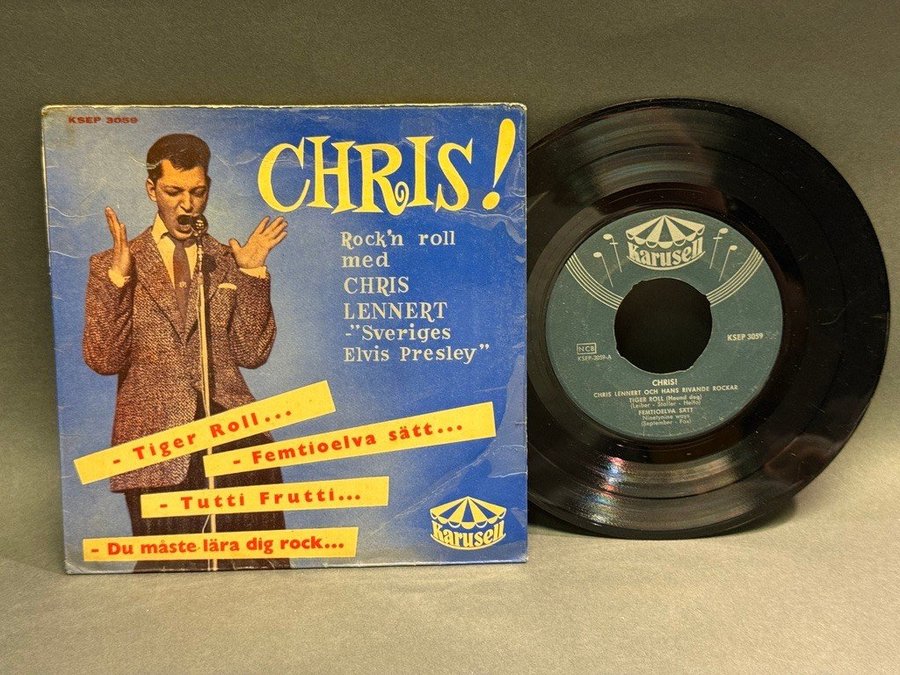 KSEP 3059
CHRIS!
Rock'n roll
med
CHRIS
LENNERT
-"Sveriges
Elvis Presley"
- Tiger Roll...
- Femtioelva sätt...
- Tutti Frutti...
- Du måste lära dig rock...
Karusell
Karusell
NCB
KSEP-3059-A
KSEP 3059
CHRIS!
CHRIS LENNERT OCH HANS RIVANDE ROCKAR
TIGER ROLL (Hound dog)
(Leiber - Stoller - Helfo)
FEMTIOELVA SÄTT
Ninetynine ways
(September - Fox)